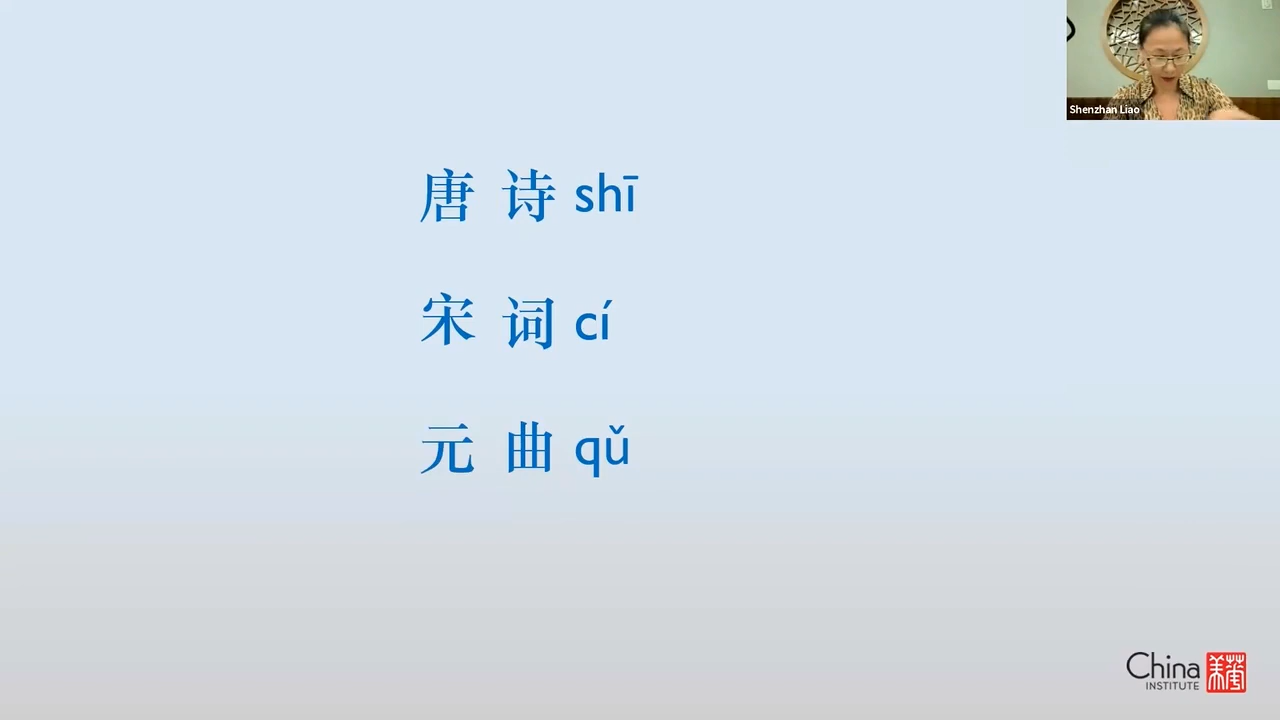 Shenzhan Liao
唐 诗 shī
宋 词 cí
元 曲 qǔ
China
INSTITUTE